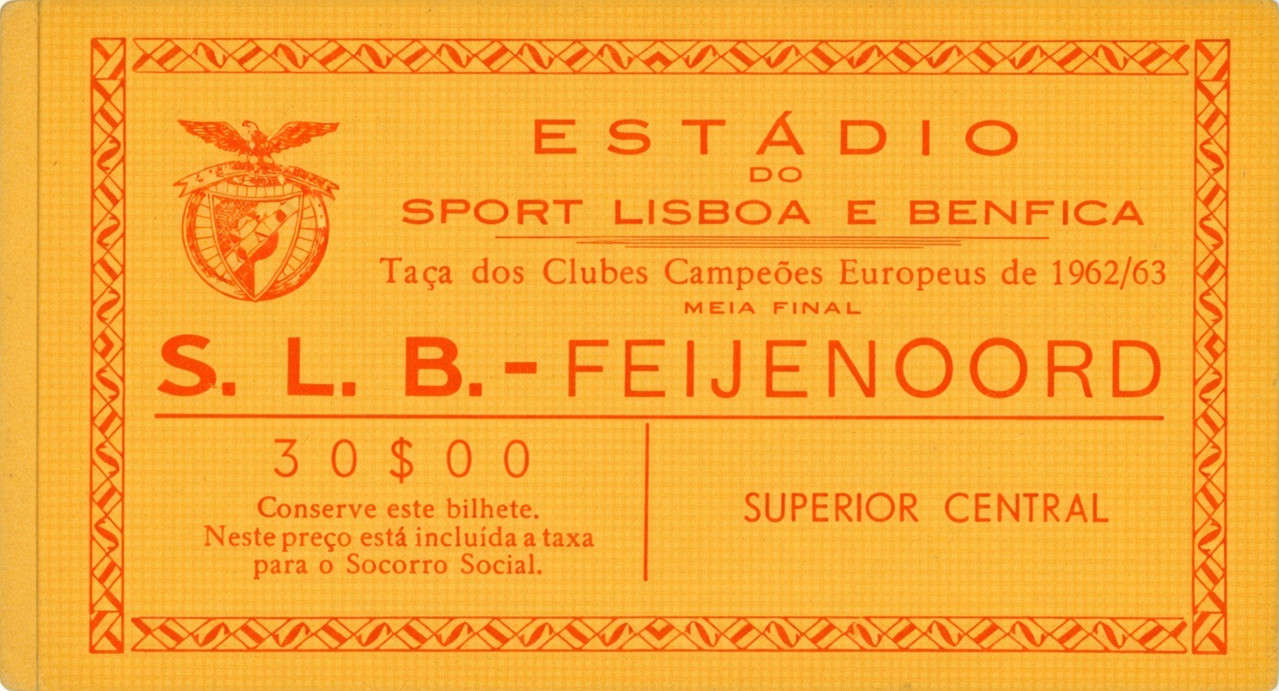 ESTÁDIO
DO
SPORT LISBOA E BENFICA
Taça dos Clubes Campeões Europeus de 1962/63
MEIA FINAL
S. L. B. - FEIJENOORD
30$00
Conserve este bilhete.
Neste preço está incluída a taxa
para o Socorro Social.
SUPERIOR CENTRAL